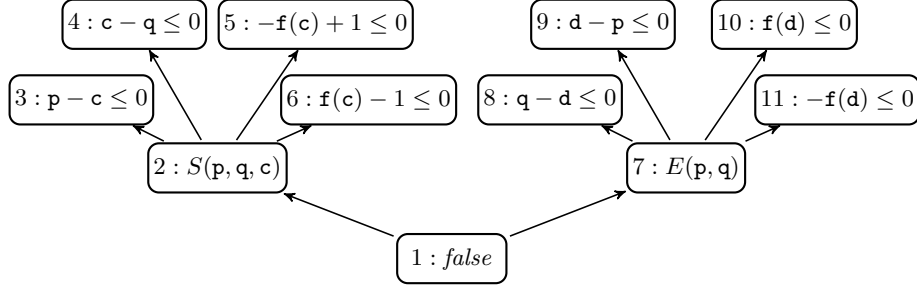 4 : c − q ≤ 0
5 : −f(c) + 1 ≤ 0
9 : d − p ≤ 0
10 : f(d) ≤ 0
3 : p − c ≤ 0
6 : f(c) − 1 ≤ 0
8 : q − d ≤ 0
11 : −f(d) ≤ 0
2 : S(p, q, c)
7 : E(p, q)
1 : false